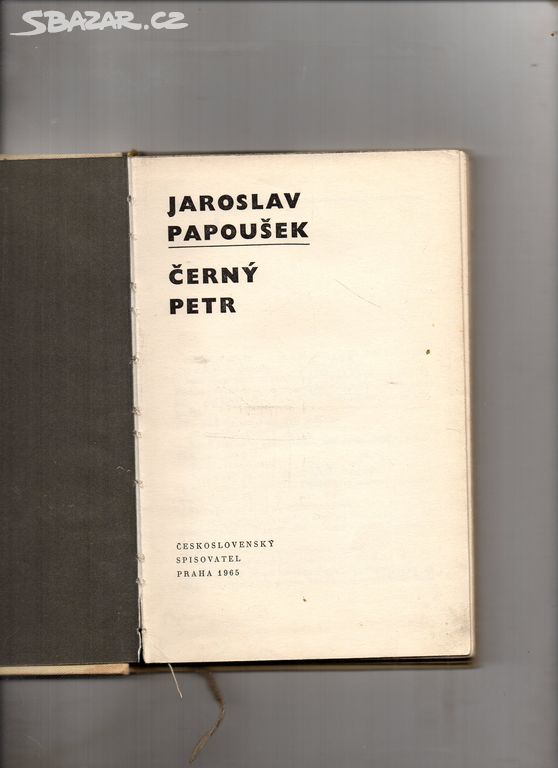 SBAZAR.CZ
JAROSLAV
PAPOUŠEK
ČERNÝ
PETR
ČESKOSLOVENSKÝ
SPISOVATEL
PRAHA 1965